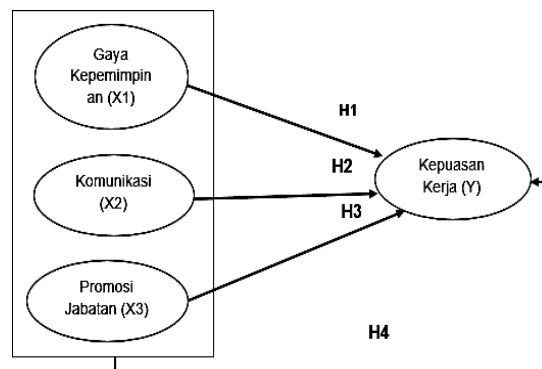 Gaya
Kepemimpin
an (X1)
H1
H2
Komunikasi
(X2)
Kepuasan
Kerja (Y)
H3
Promosi
Jabatan (X3)
H4